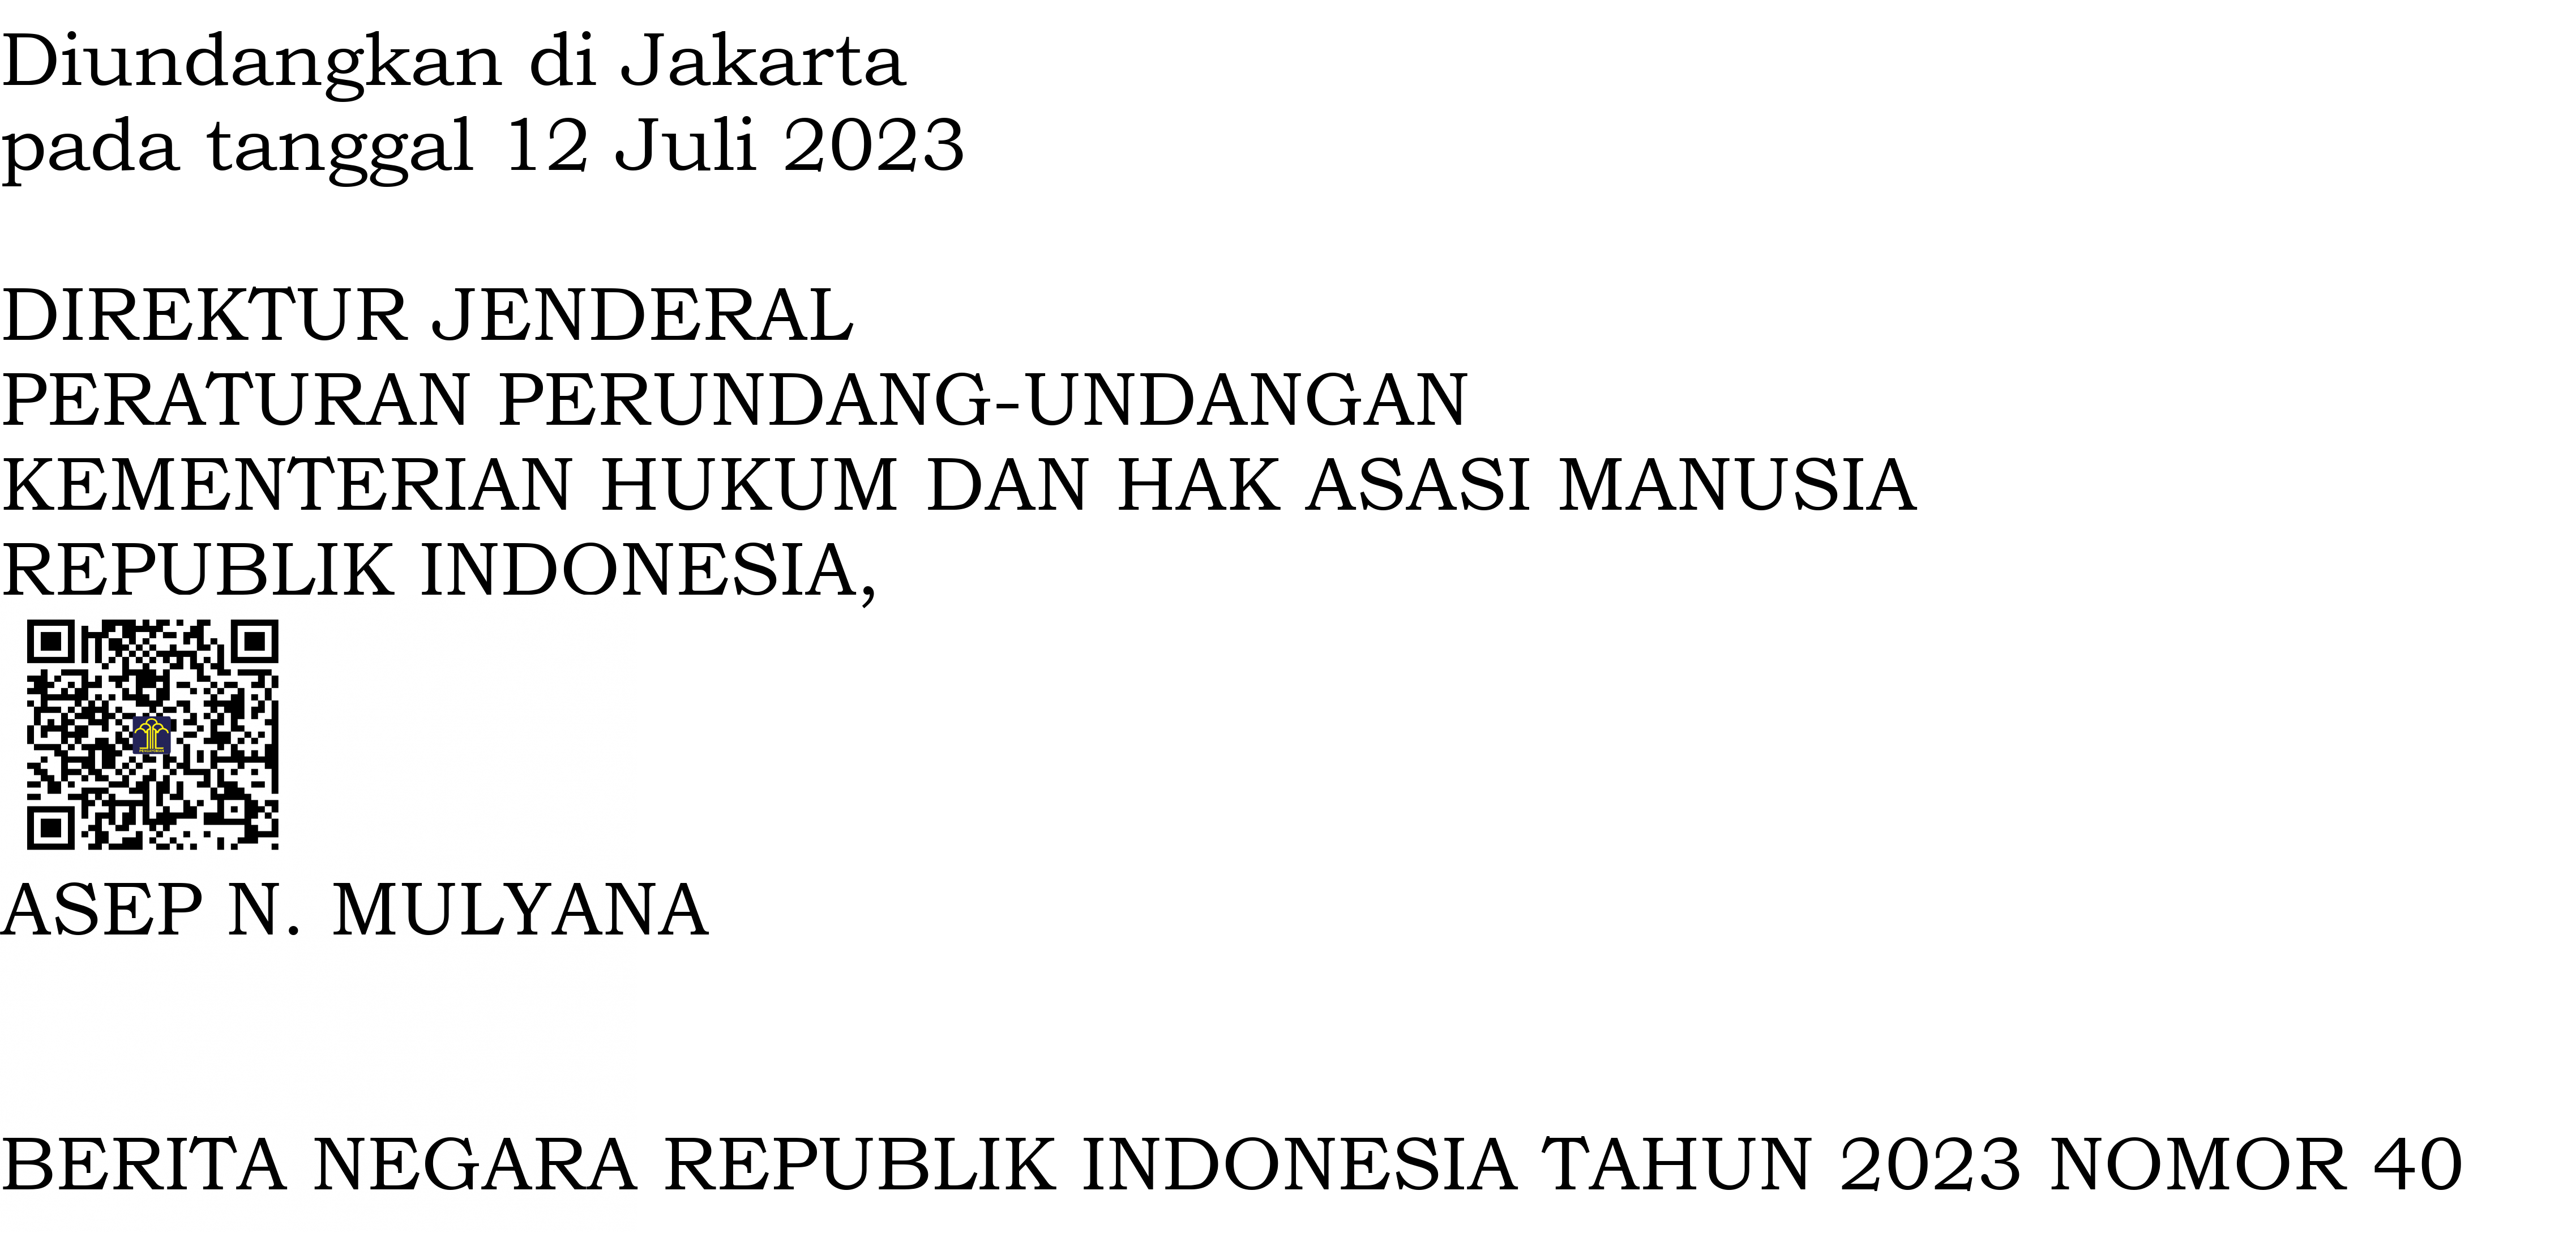 Diundangkan di Jakarta
pada tanggal 12 Juli 2023
DIREKTUR JENDERAL
PERATURAN PERUNDANG-UNDANGAN
KEMENTERIAN HUKUM DAN HAK ASASI MANUSIA
REPUBLIK INDONESIA,
ASEP N. MULYANA
BERITA NEGARA REPUBLIK INDONESIA TAHUN 2023 NOMOR 40